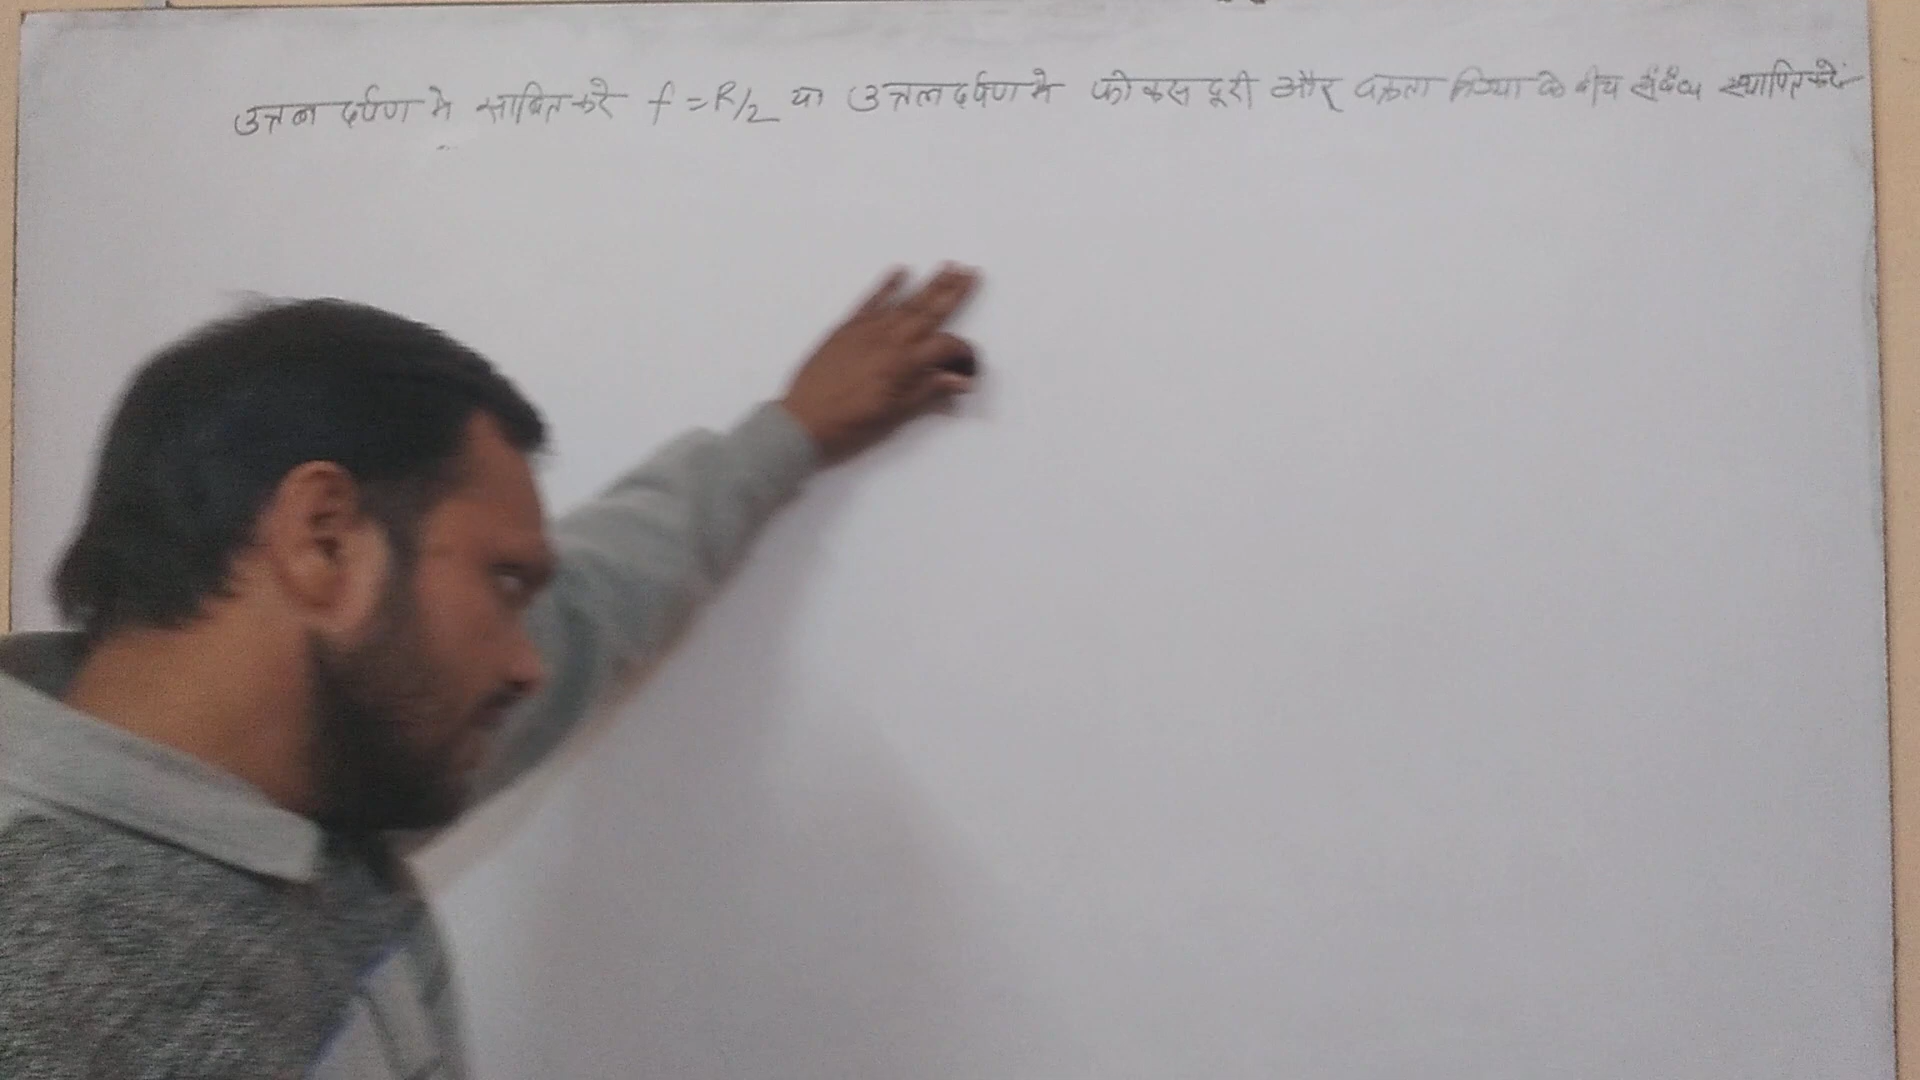 उत्तल दर्पण मे साबित करे f = R/2 या उत्तल दर्पण मे फोकस दूरी और वक्रता त्रिज्या के बीच संबंध स्थापित करें